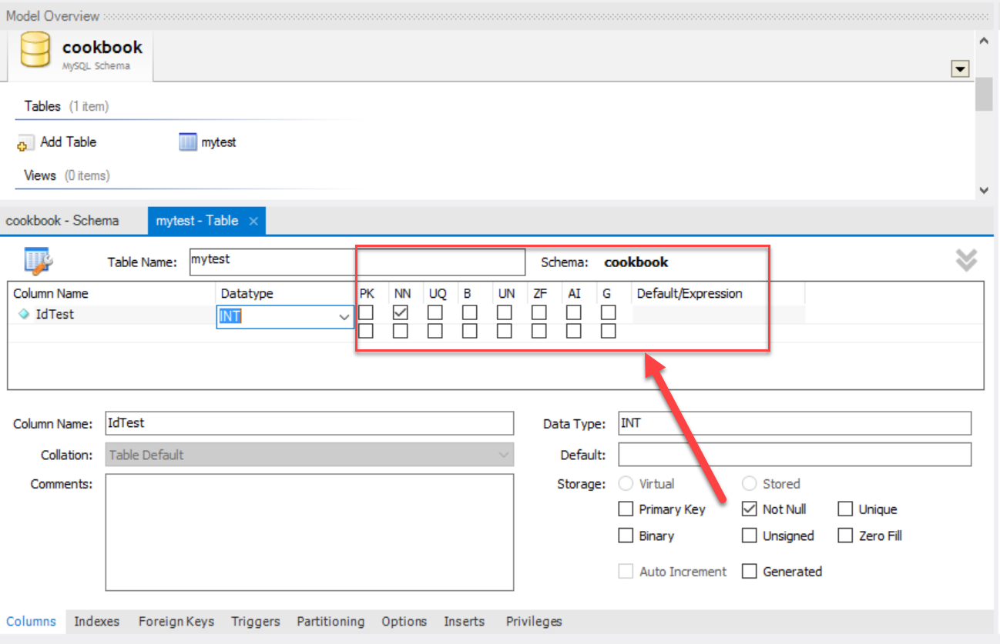 Model Overview
cookbook
MySQL Schema
Tables (1 item)
Add Table mytest
Views (0 items)
cookbook - Schema mytest - Table
Table Name: mytest Schema: cookbook
Column Name Datatype PK NN UQ B UN ZF AI G Default/Expression
IdTest INT
Column Name: IdTest Data Type: INT
Collation: Table Default Default:
Comments: Storage: Virtual Stored
Primary Key Not Null Unique
Binary Unsigned Zero Fill
Auto Increment Generated
Columns Indexes Foreign Keys Triggers Partitioning Options Inserts Privileges